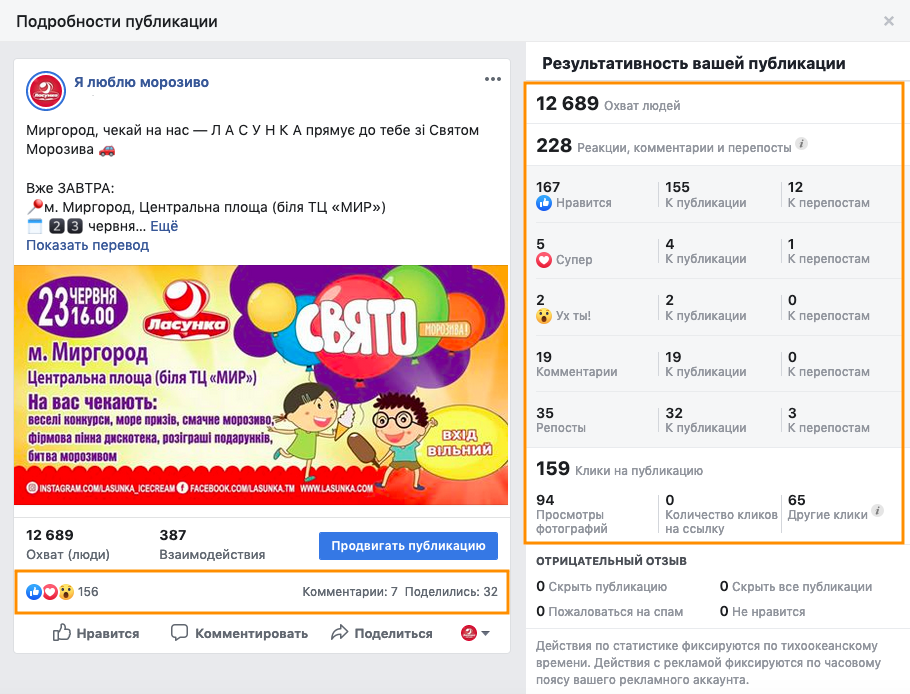 Подробности публикации
Я люблю морозиво
Миргород, чекай на нас — Л А С У Н К А прямує до тебе зі Святом
Морозива 🚗
Вже ЗАВТРА:
📍м. Миргород, Центральна площа (біля ТЦ «МИР»)
🗓 2 3 червня... Ещё
Показать перевод
23 ЧЕРВНЯ
16.00
Ласунка
СВЯТО
МОРОЗИВА!
м. Миргород
Центральна площа (біля ТЦ «МИР»)
На вас чекають:
веселі конкурси, море призів, смачне морозиво,
фірмова пінна дискотека, розіграші подарунків,
битва морозивом
ВХІД
ВІЛЬНИЙ
INSTAGRAM.COM/LASUNKA_ICECREAM FACEBOOK.COM/LASUNKA.TM WWW.LASUNKA.COM
12 689
Охват (люди)
387
Взаимодействия
Продвигать публикацию
156
Комментарии: 7 Поделились: 32
Нравится Комментировать Поделиться
Результативность вашей публикации
12 689 Охват людей
228 Реакции, комментарии и перепосты
167 155 12
Нравится К публикации К перепостам
5 4 1
Супер К публикации К перепостам
2 2 0
Ух ты! К публикации К перепостам
19 19 0
Комментарии К публикации К перепостам
35 32 3
Репосты К публикации К перепостам
159 Клики на публикацию
94 0 65
Просмотры Количество кликов Другие клики
фотографий на ссылку
ОТРИЦАТЕЛЬНЫЙ ОТЗЫВ
0 Скрыть публикацию 0 Скрыть все публикации
0 Пожаловаться на спам 0 Не нравится
Действия по статистике фиксируются по тихоокеанскому
времени. Действия с рекламой фиксируются по часовому
поясу вашего рекламного аккаунта.